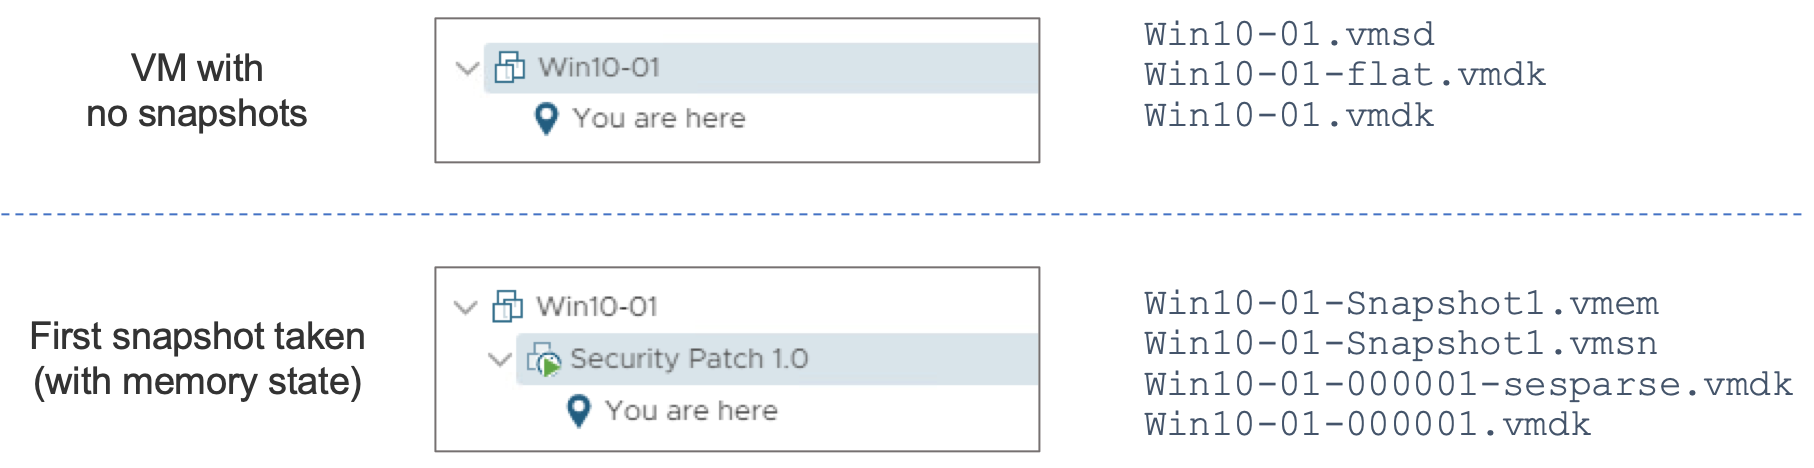 VM with
no snapshots
Win10-01
You are here
Win10-01.vmsd
Win10-01-flat.vmdk
Win10-01.vmdk
First snapshot taken
(with memory state)
Win10-01
Security Patch 1.0
You are here
Win10-01-Snapshot1.vmem
Win10-01-Snapshot1.vmsn
Win10-01-000001-sesparse.vmdk
Win10-01-000001.vmdk